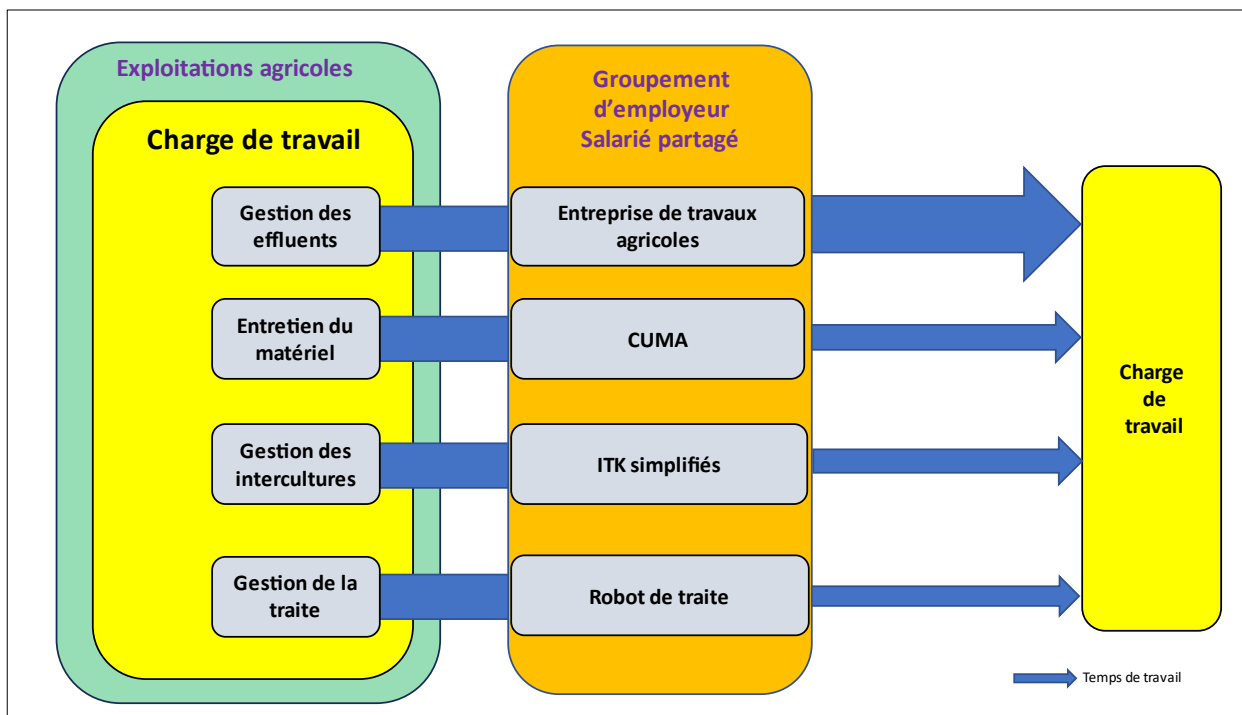 Exploitations agricoles
Charge de travail
Gestion des
effluents
Entretien du
matériel
Gestion des
intercultures
Gestion de la
traite
Groupement
d'employeur
Salarié partagé
Entreprise de travaux
agricoles
CUMA
ITK simplifiés
Robot de traite
Charge
de
travail
Temps de travail